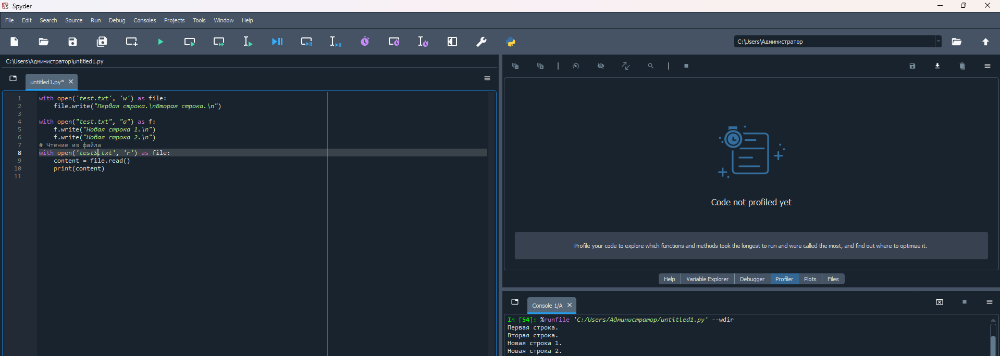 Spyder
File Edit Search Source Run Debug Consoles Projects Tools Window Help
C:\Users\Администратор
C:\Users\Администратор\untitled1.py
untitled1.py*
1 with open('test.txt', 'w') as file:
2 file.write("Первая строка.\nВторая строка.\n")
3
4 with open("test.txt", "a") as f:
5 f.write("Новая строка 1.\n")
6 f.write("Новая строка 2.\n")
7 # Чтение из файла
8 with open('test5.txt', 'r') as file:
9 content = file.read()
10 print(content)
11
Code not profiled yet
Profile your code to explore which functions and methods took the longest to run and were called the most, and find out where to optimize it.
Help Variable Explorer Debugger Profiler Plots Files
Console 1/A
In [54]: %runfile 'C:/Users/Администратор/untitled1.py' --wdir
Первая строка.
Вторая строка.
Новая строка 1.
Новая строка 2.